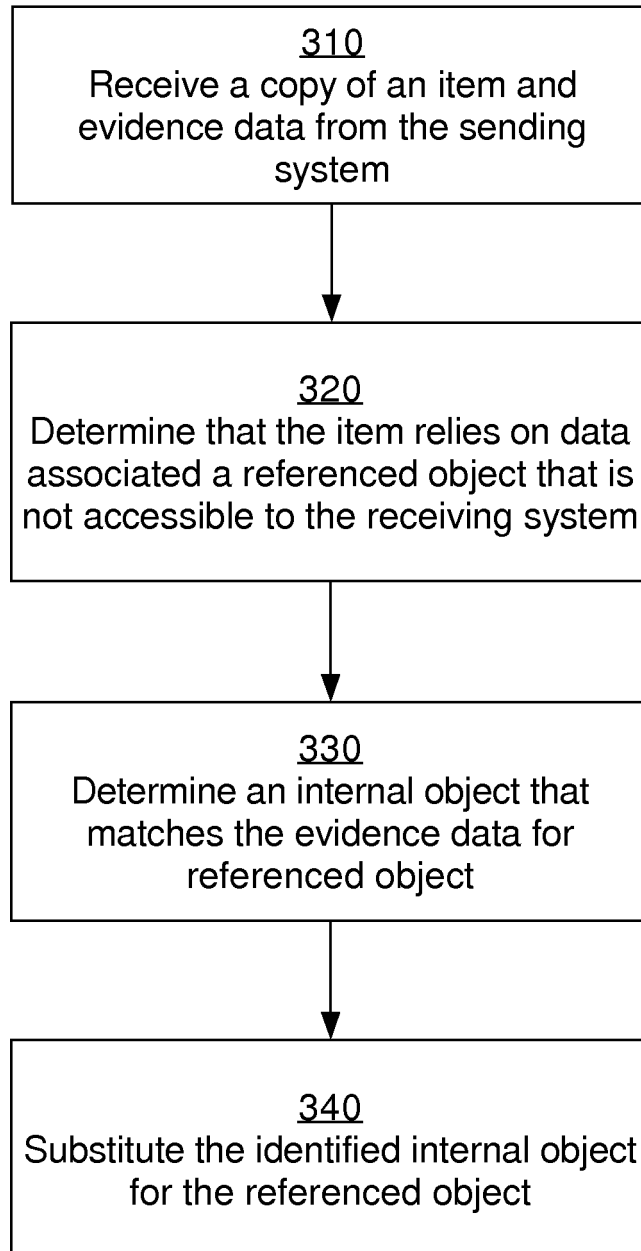 310
Receive a copy of an item and
evidence data from the sending
system
320
Determine that the item relies on data
associated a referenced object that is
not accessible to the receiving system
330
Determine an internal object that
matches the evidence data for
referenced object
340
Substitute the identified internal object
for the referenced object